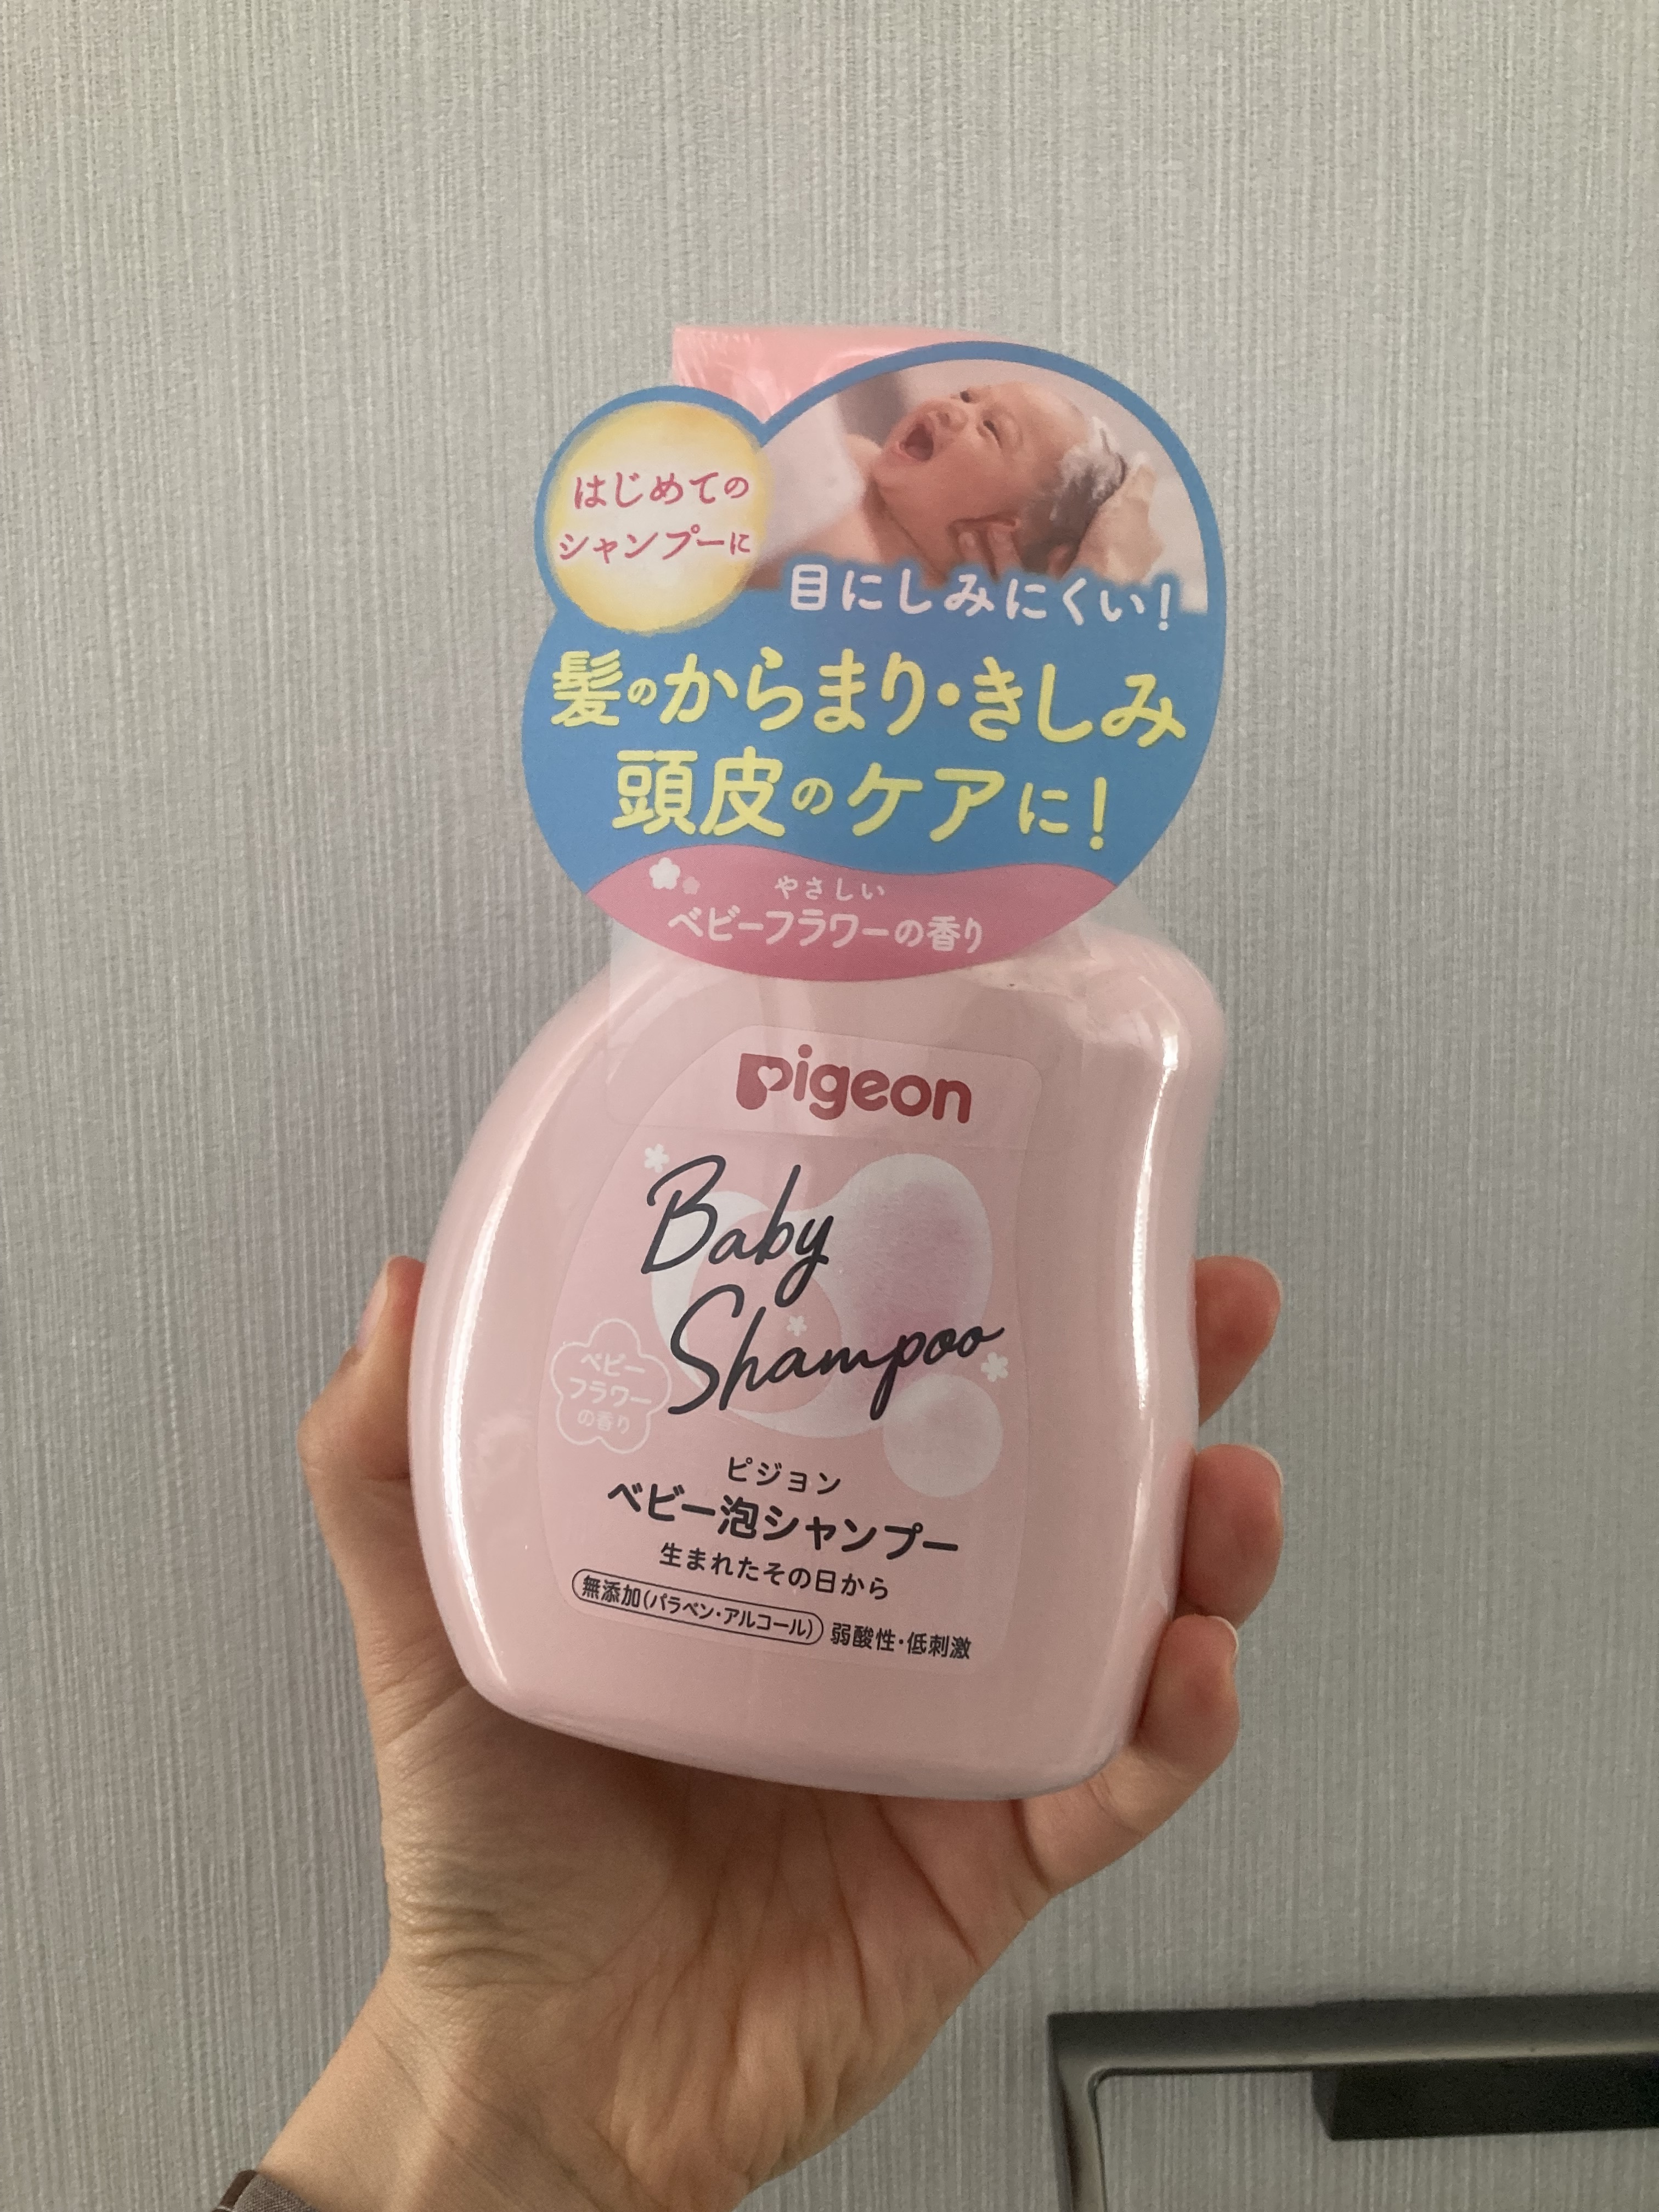 はじめての
シャンプーに
目にしみにくい!
髪のからまり・きしみ
頭皮のケアに!
やさしい
ベビーフラワーの香り
pigeon
Baby
Shampoo
ベビー
フラワー
の香り
ピジョン
ベビー泡シャンプー
生まれたその日から
無添加(パラベン・アルコール) 弱酸性・低刺激